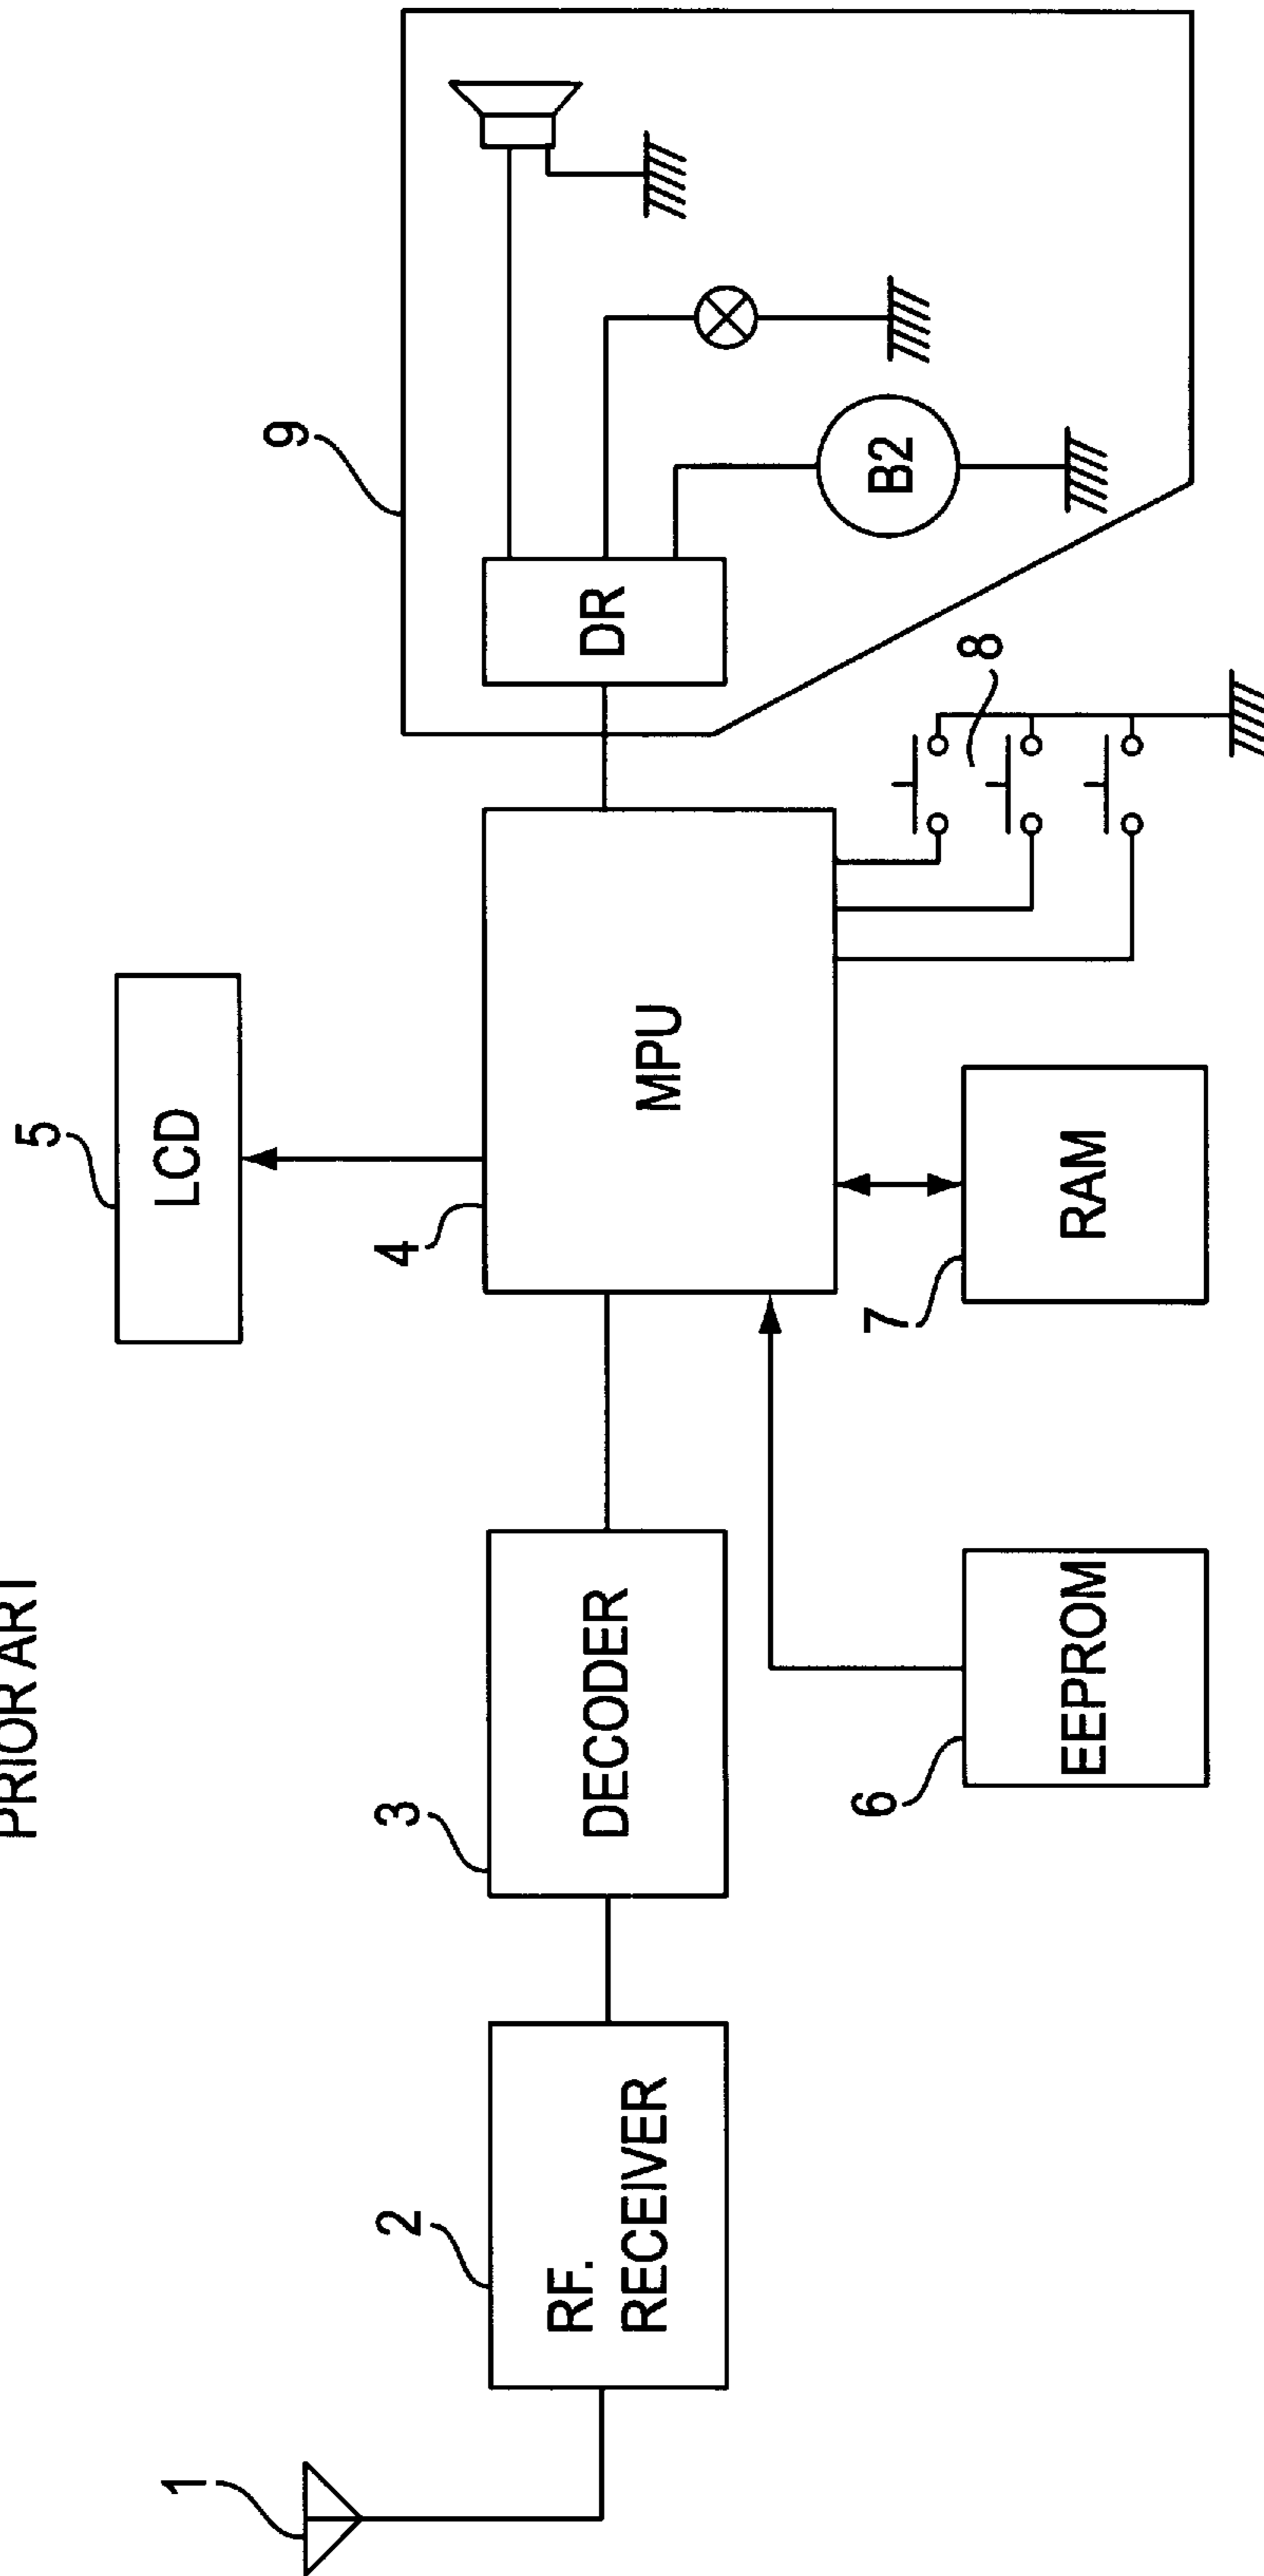 PRIOR ART
5
LCD
9
1
2
RF.
RECEIVER
3
DECODER
4
MPU
DR
B2
8
6
EEPROM
7
RAM